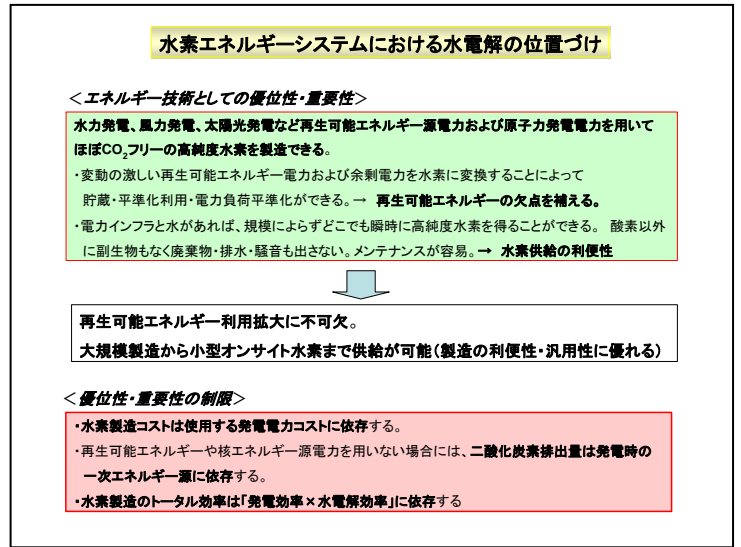 水素エネルギーシステムにおける水電解の位置づけ
＜エネルギー技術としての優位性・重要性＞
水力発電、風力発電、太陽光発電など再生可能エネルギー源電力および原子力発電電力を用いて
ほぼCO2フリーの高純度水素を製造できる。
・変動の激しい再生可能エネルギー電力および余剰電力を水素に変換することによって
貯蔵・平準化利用・電力負荷平準化ができる。→ 再生可能エネルギーの欠点を補える。
・電力インフラと水があれば、規模によらずどこでも瞬時に高純度水素を得ることができる。 酸素以外
に副生物もなく廃棄物・排水・騒音も出さない。メンテナンスが容易。→ 水素供給の利便性
再生可能エネルギー利用拡大に不可欠。
大規模製造から小型オンサイト水素まで供給が可能（製造の利便性・汎用性に優れる）
＜優位性・重要性の制限＞
・水素製造コストは使用する発電電力コストに依存する。
・再生可能エネルギーや核エネルギー源電力を用いない場合には、二酸化炭素排出量は発電時の
一次エネルギー源に依存する。
・水素製造のトータル効率は「発電効率×水電解効率」に依存する